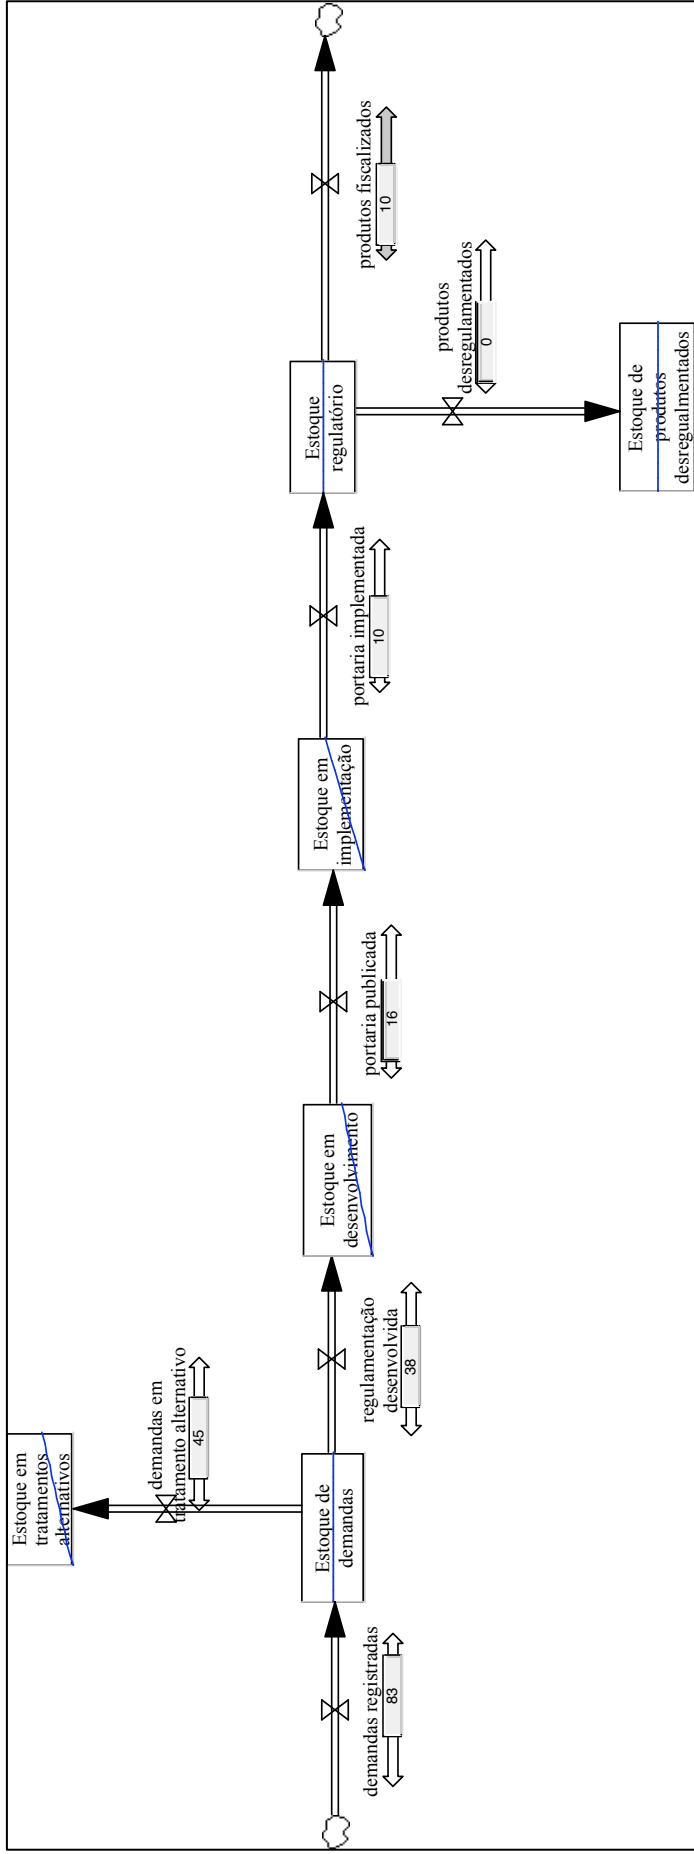 demandas registradas
83
Estoque de
demandas
demandas em
tratamento alternativo
45
Estoque em
tratamentos
alternativos
regulamentação
desenvolvida
38
Estoque em
desenvolvimento
portaria publicada
16
Estoque em
implementação
portaria implementada
10
Estoque
regulatório
produtos
desregulamentados
0
Estoque de
produtos
desregualmentados
produtos fiscalizados
10